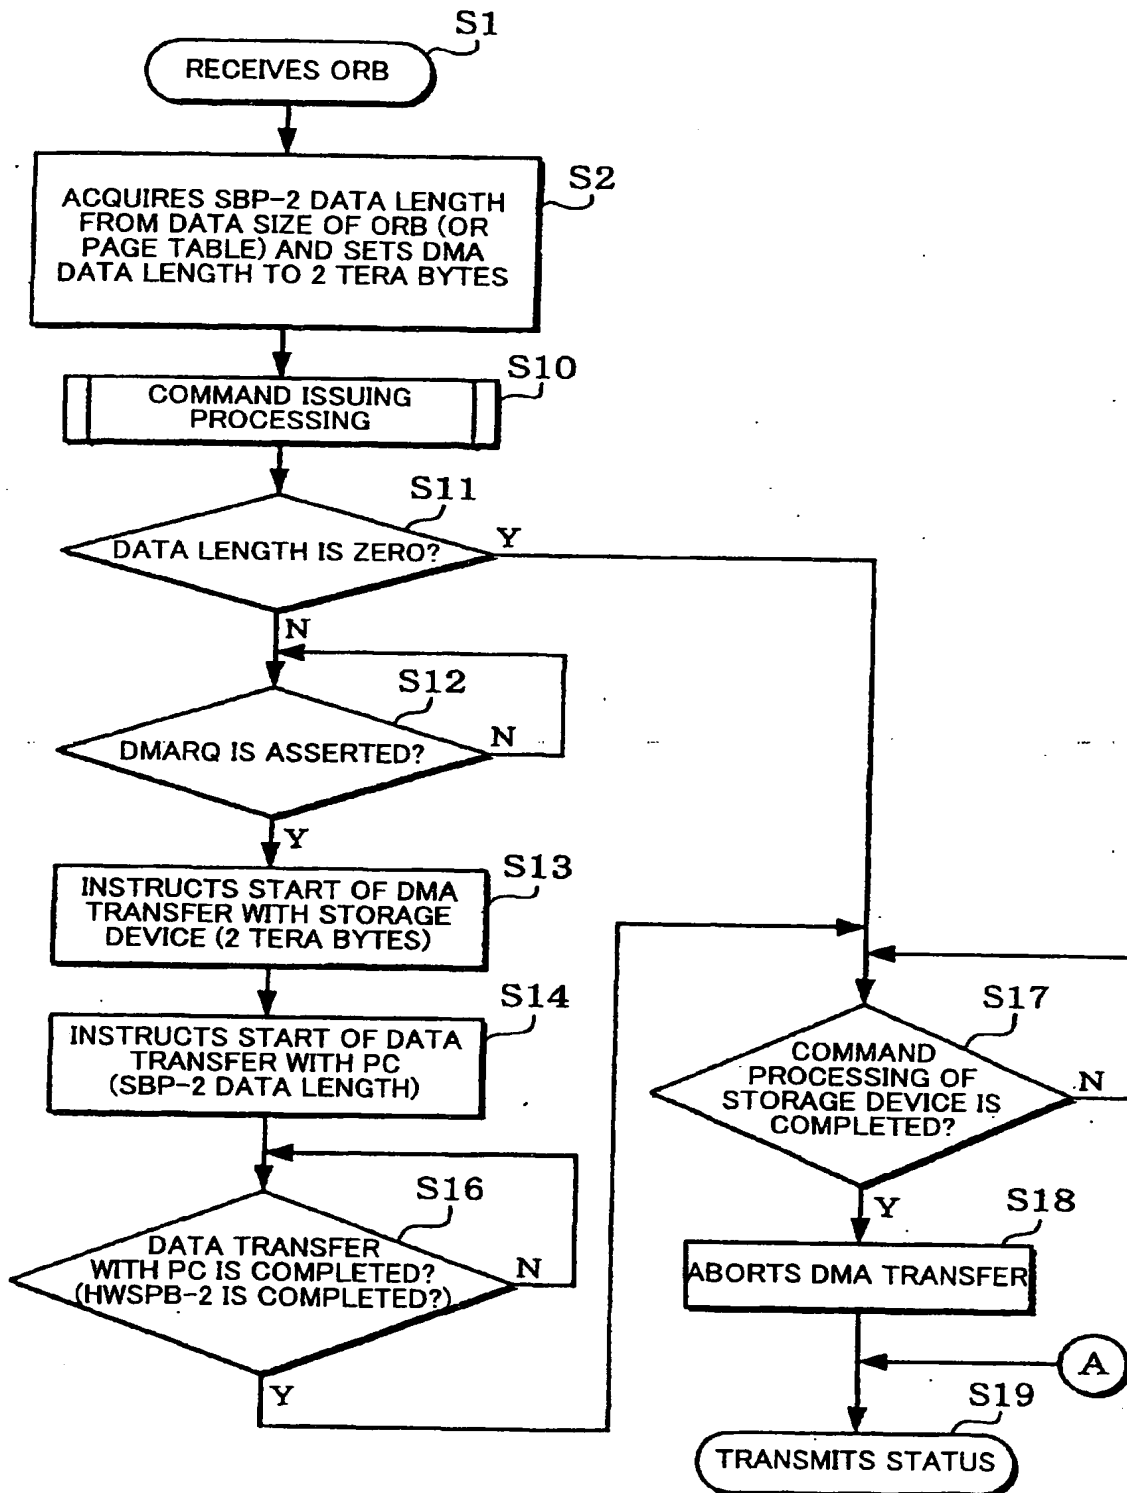 S1
RECEIVES ORB
S2
ACQUIRES SBP-2 DATA LENGTH
FROM DATA SIZE OF ORB (OR
PAGE TABLE) AND SETS DMA
DATA LENGTH TO 2 TERA BYTES
S10
COMMAND ISSUING
PROCESSING
S11
DATA LENGTH IS ZERO?
Y
N
S12
DMARQ IS ASSERTED?
N
Y
S13
INSTRUCTS START OF DMA
TRANSFER WITH STORAGE
DEVICE (2 TERA BYTES)
S14
INSTRUCTS START OF DATA
TRANSFER WITH PC
(SBP-2 DATA LENGTH)
S16
DATA TRANSFER
WITH PC IS COMPLETED?
(HWSPB-2 IS COMPLETED?)
N
Y
S17
COMMAND
PROCESSING OF
STORAGE DEVICE IS
COMPLETED?
N
Y
S18
ABORTS DMA TRANSFER
A
S19
TRANSMITS STATUS